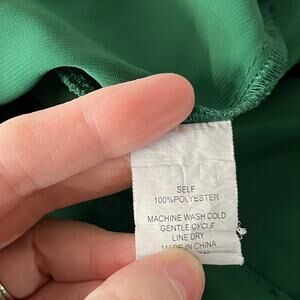 SELF
100%POLYESTER
MACHINE WASH COLD
GENTLE CYCLE
LINE DRY
MADE IN CHINA